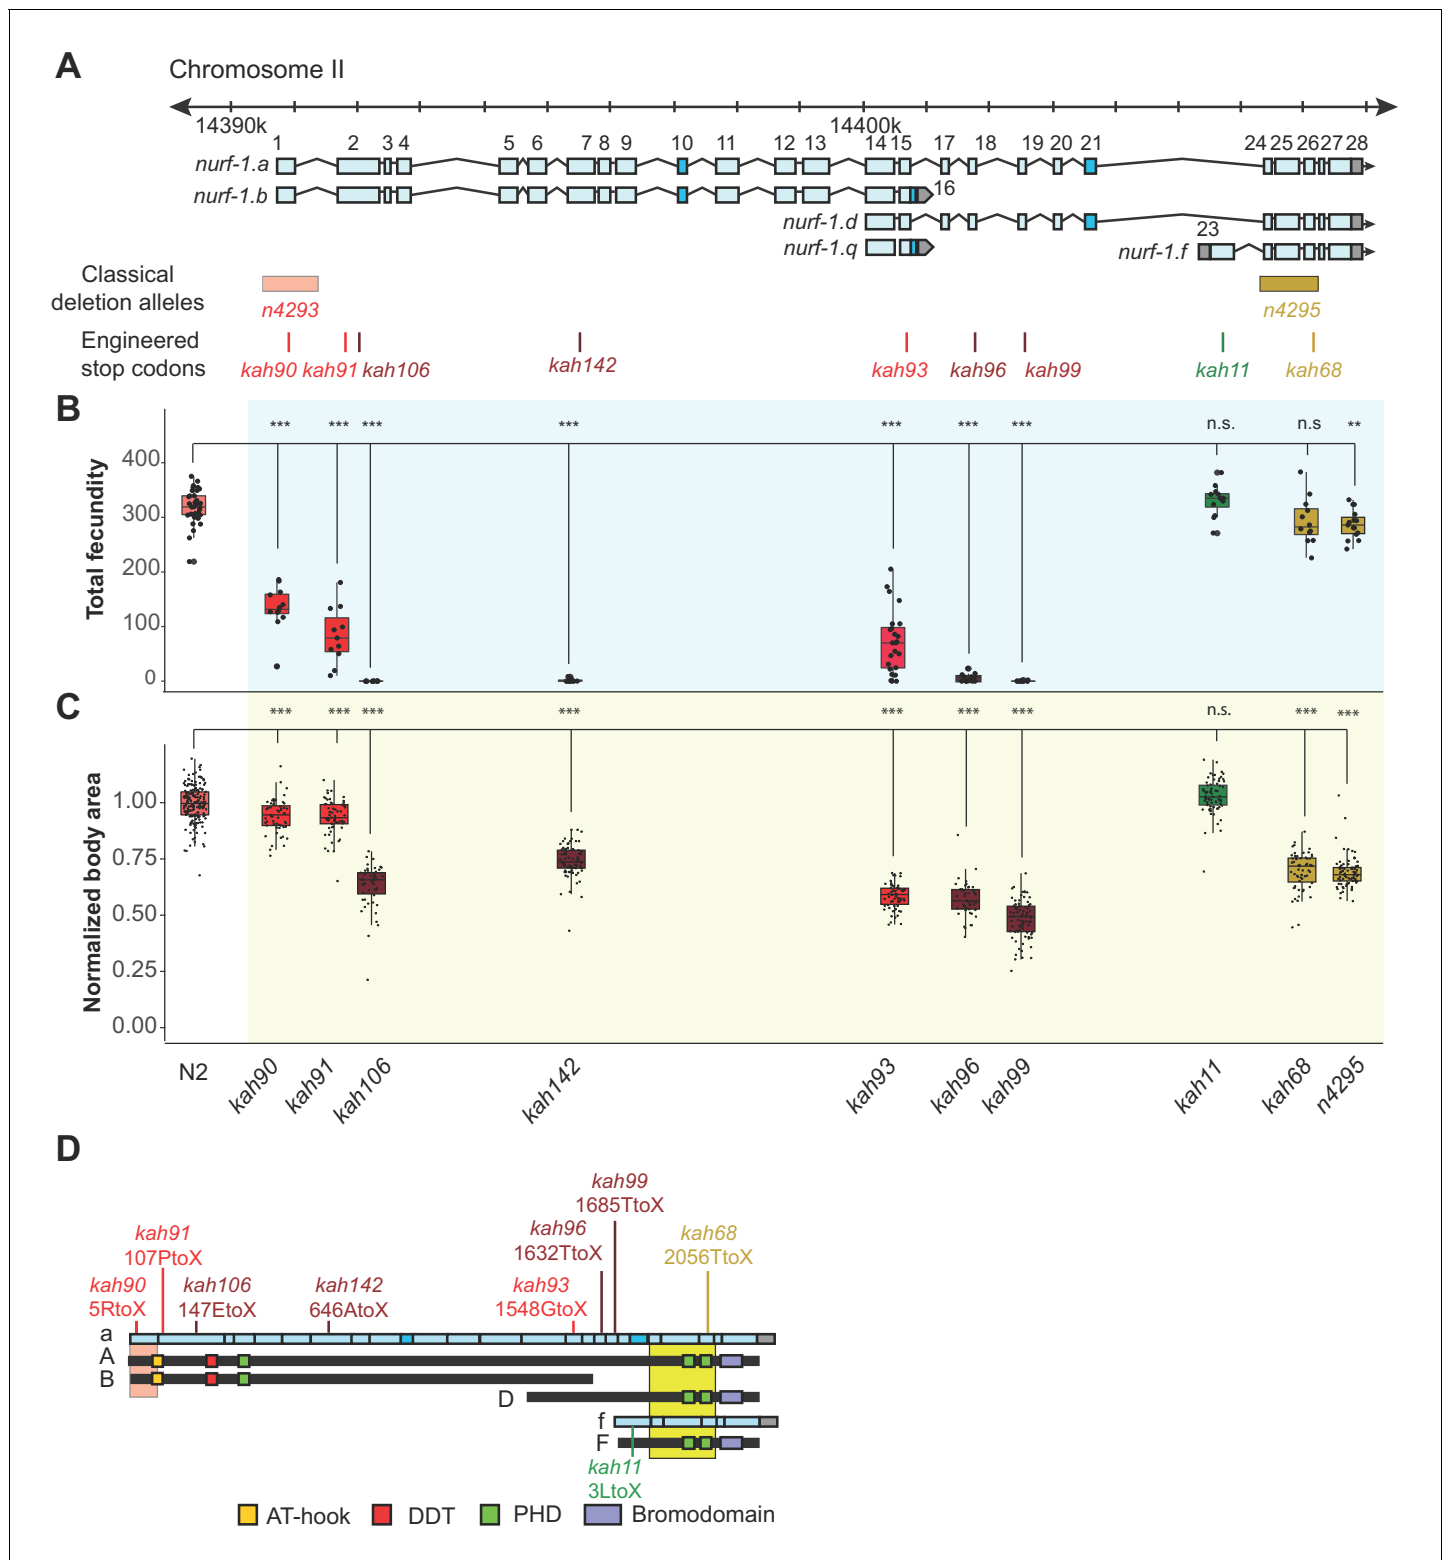 A
Chromosome II
14390k 14400k
1 2 3 4 5 6 7 8 9 10 11 12 13 14 15 17 18 19 20 21 24 25 26 27 28
nurf-1.a
nurf-1.b 16
nurf-1.d
23
nurf-1.q
nurf-1.f
Classical
deletion alleles
n4293 n4295
Engineered
stop codons
kah90 kah91 kah106 kah142 kah93 kah96 kah99 kah11 kah68
B
*** *** *** *** *** *** *** n.s. n.s **
Total fecundity
400
300
200
100
0
C
*** *** *** *** *** *** *** n.s. *** ***
Normalized body area
1.00
0.75
0.50
0.25
0.00
N2 kah90 kah91 kah106 kah142 kah93 kah96 kah99 kah11 kah68 n4295
D
kah99
1685TtoX
kah91
107PtoX
kah96
1632TtoX
kah68
2056TtoX
kah90
5RtoX
kah106
147EtoX
kah142
646AtoX
kah93
1548GtoX
a
A
B
D
f
F
kah11
3LtoX
AT-hook DDT PHD Bromodomain